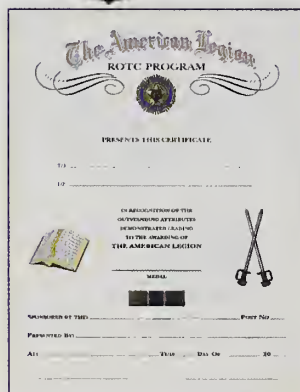 The American Legion
ROTC PROGRAM
PRESENTS THIS CERTIFICATE
TO
OF
IN RECOGNITION OF THE
OUTSTANDING ATTRIBUTES
DEMONSTRATED LEADING
TO THE AWARDING OF
THE AMERICAN LEGION
MEDAL
SPONSORED BY THE POST NO
PRESENTED BY
AT THIS DAY OF 20